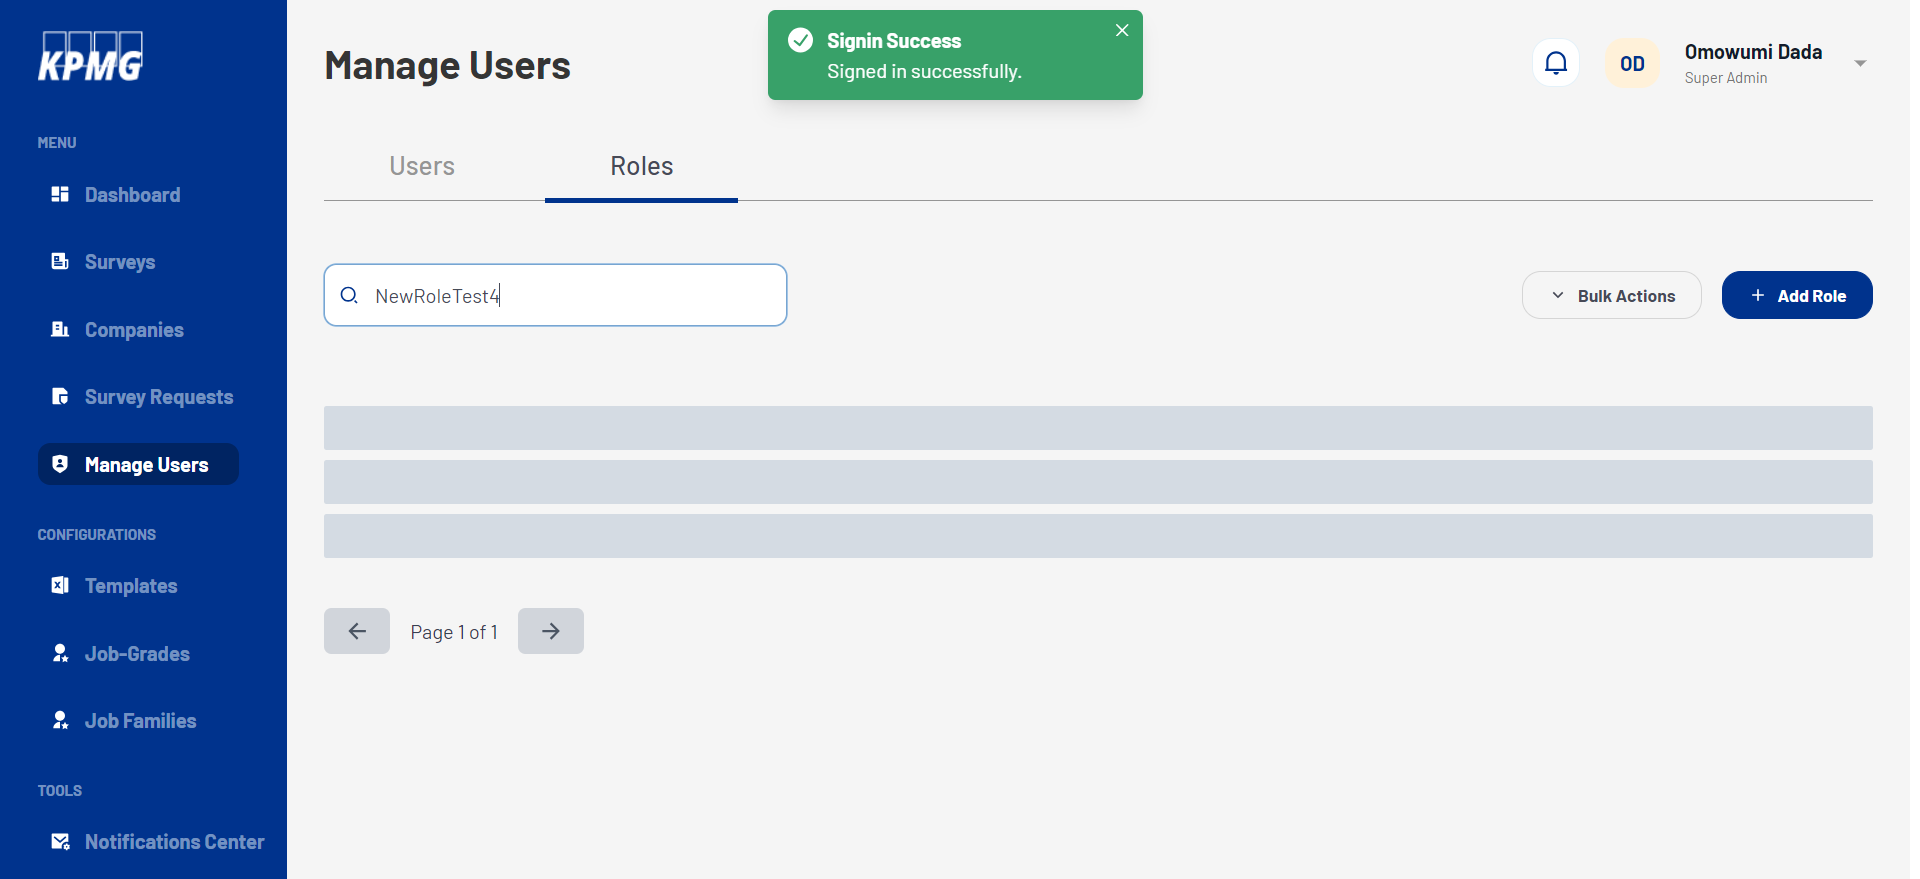 KPMG
MENU
Dashboard
Surveys
Companies
Survey Requests
Manage Users
CONFIGURATIONS
Templates
Job-Grades
Job Families
TOOLS
Notifications Center
Manage Users
Signin Success
Signed in successfully.
OD
Omowumi Dada
Super Admin
Users
Roles
NewRoleTest4
Bulk Actions
Add Role
Page 1 of 1